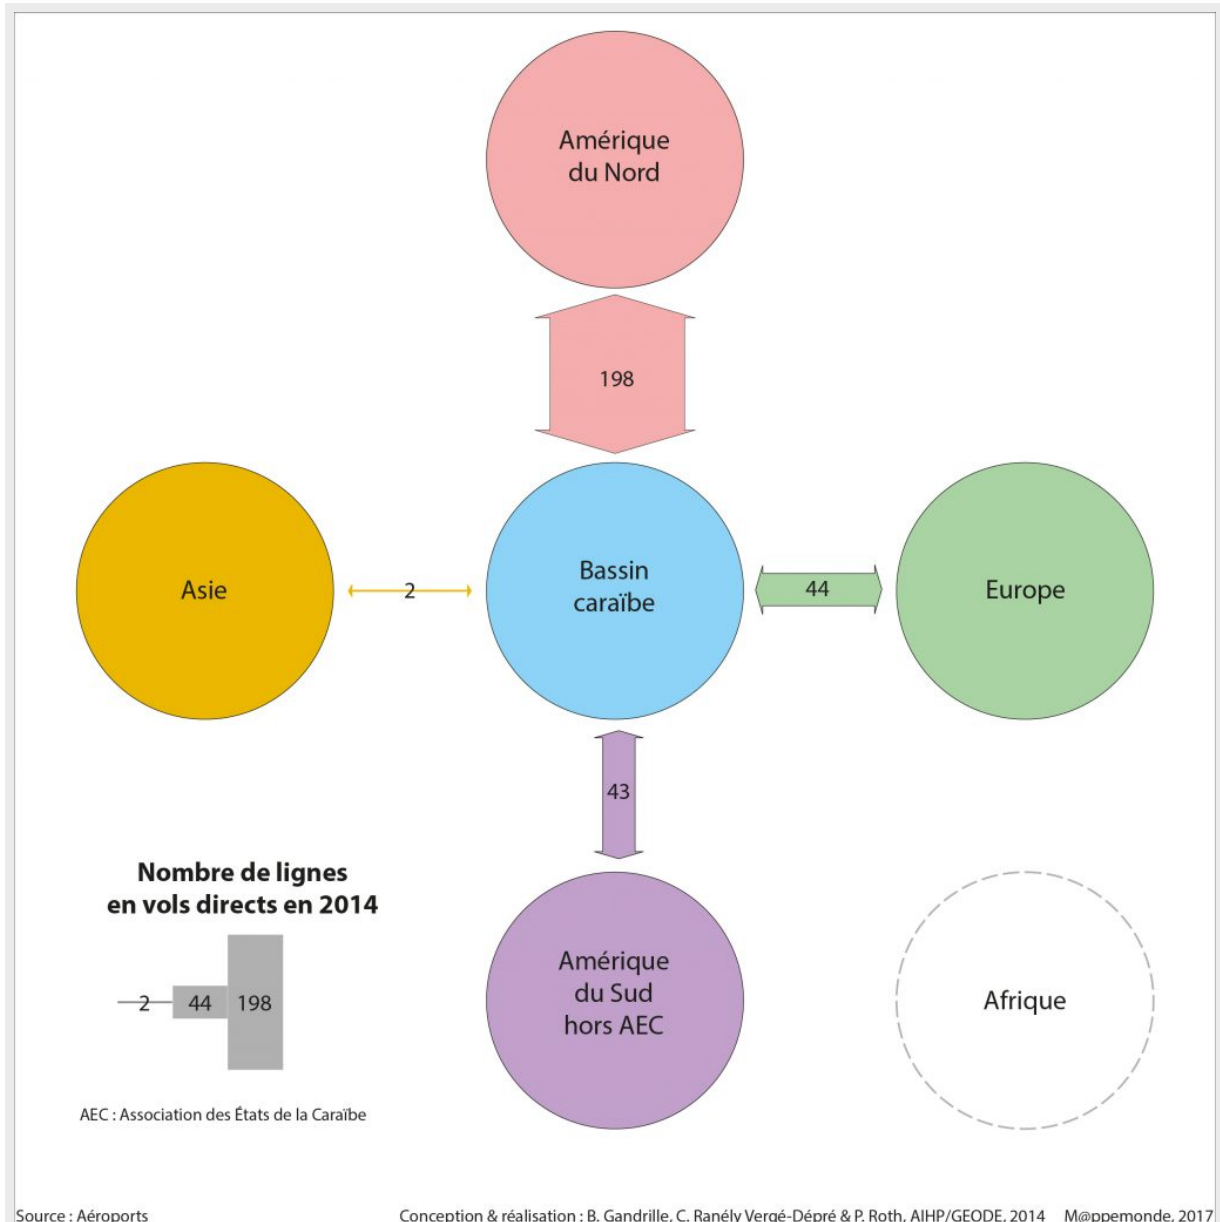 Amérique
du Nord
198
Asie
2
Bassin
caraïbe
44
Europe
43
Nombre de lignes
en vols directs en 2014
2 44 198
AEC : Association des États de la Caraïbe
Amérique
du Sud
hors AEC
Afrique
Source : Aéroports
Conception & réalisation : B. Gandrille, C. Ranély Vergé-Dépré & P. Roth, AIHP/GEODE, 2014 M@ppemonde, 2017